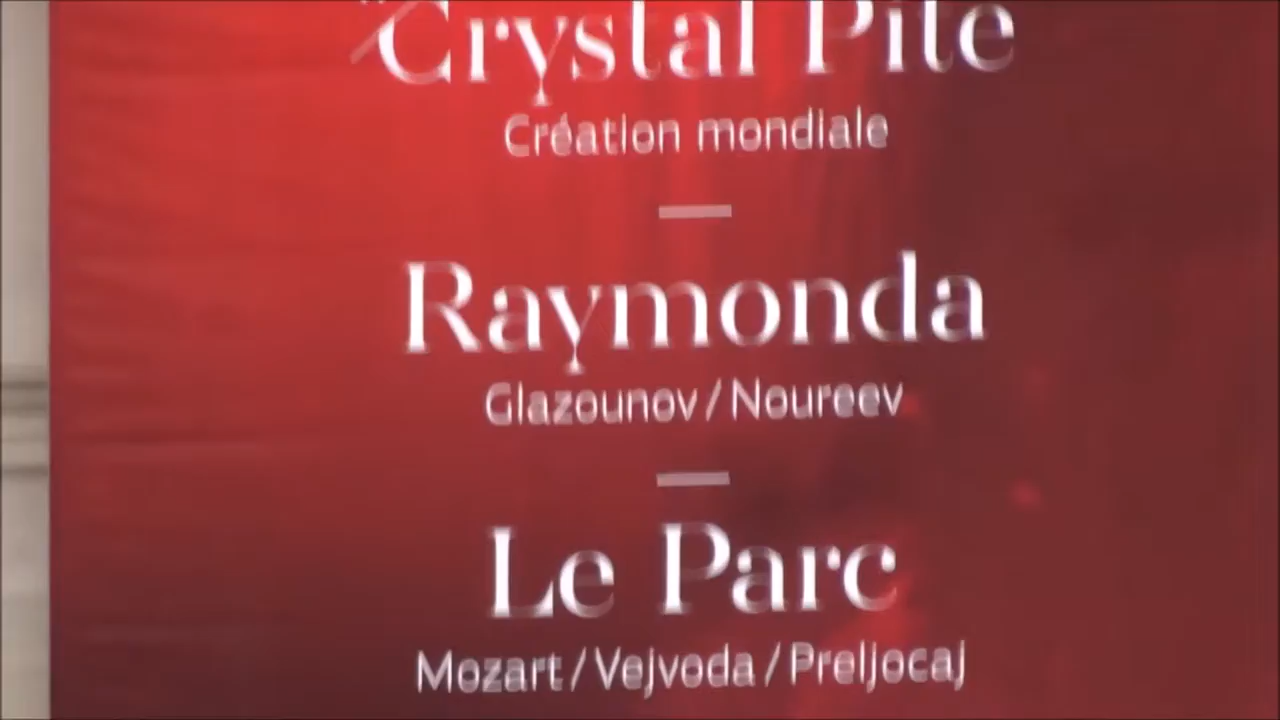 Crystal Pite
Création mondiale
Raymonda
Glazounov / Noureev
Le Parc
Mozart / Vejvoda / Preljocaj